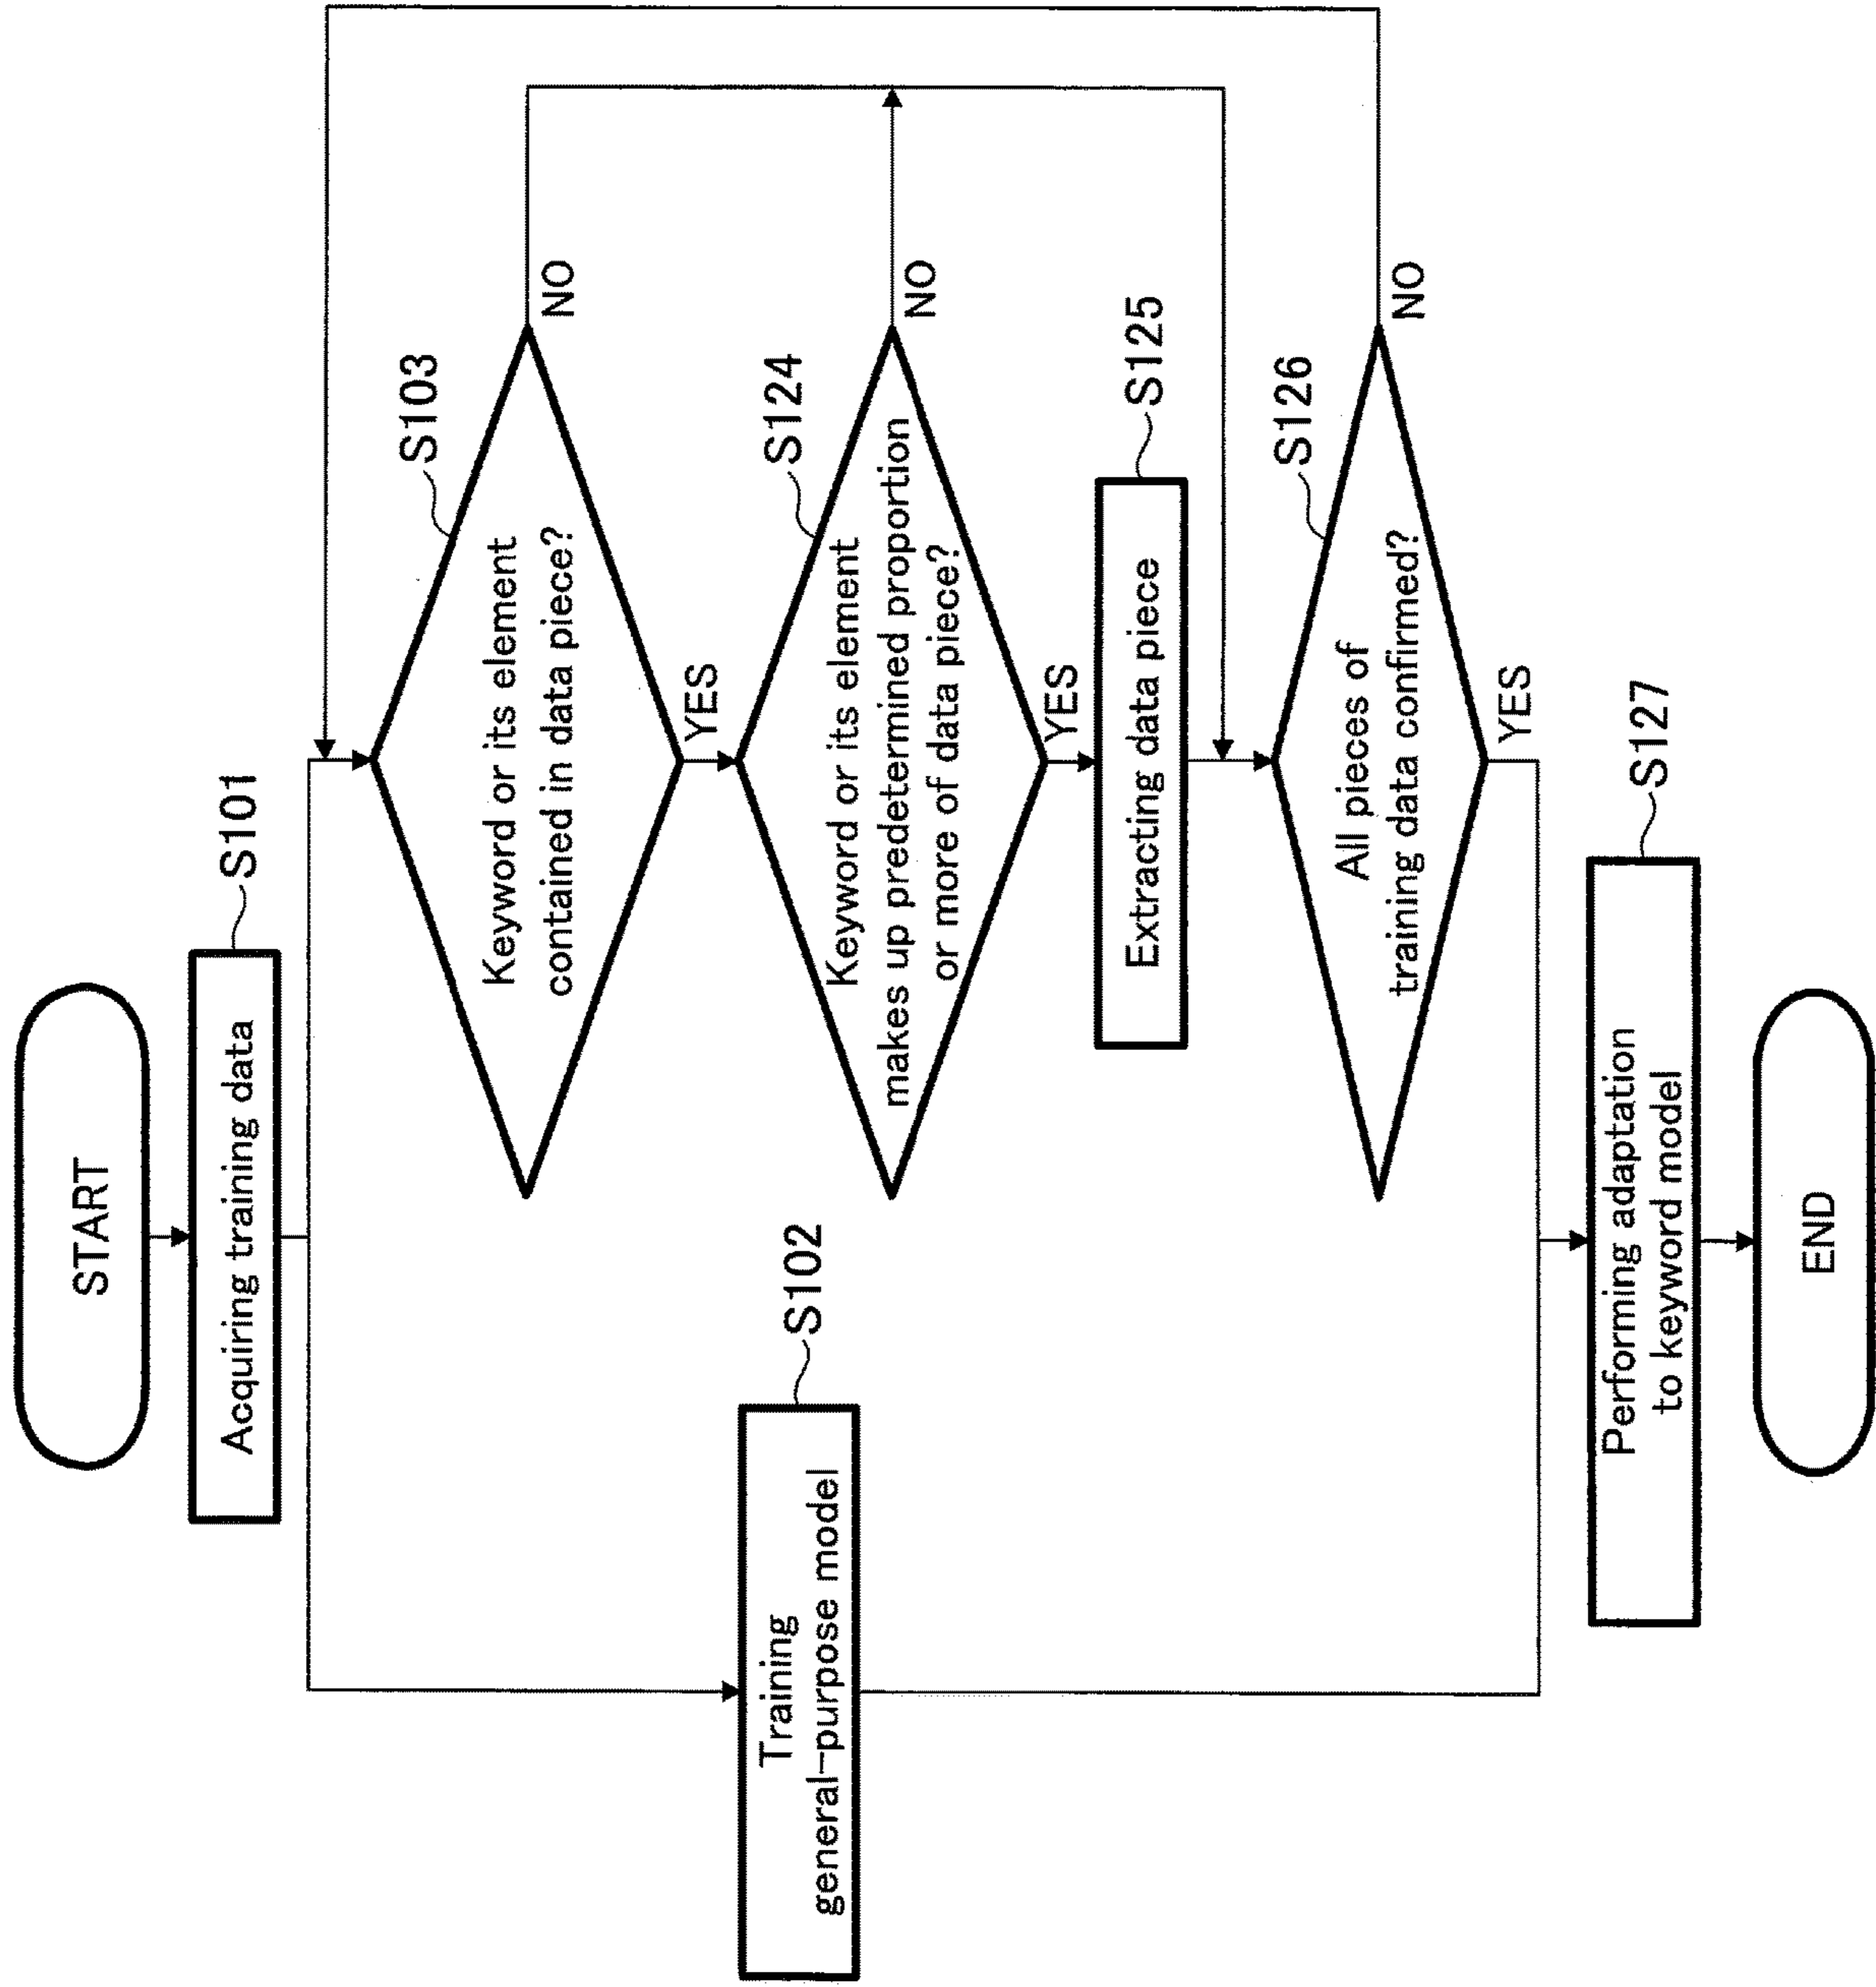 START
Acquiring training data
S101
Training
general-purpose model
S102
Keyword or its element
contained in data piece?
S103
NO
YES
Keyword or its element
makes up predetermined proportion
or more of data piece?
S124
NO
YES
Extracting data piece
S125
All pieces of
training data confirmed?
S126
NO
YES
Performing adaptation
to keyword model
S127
END